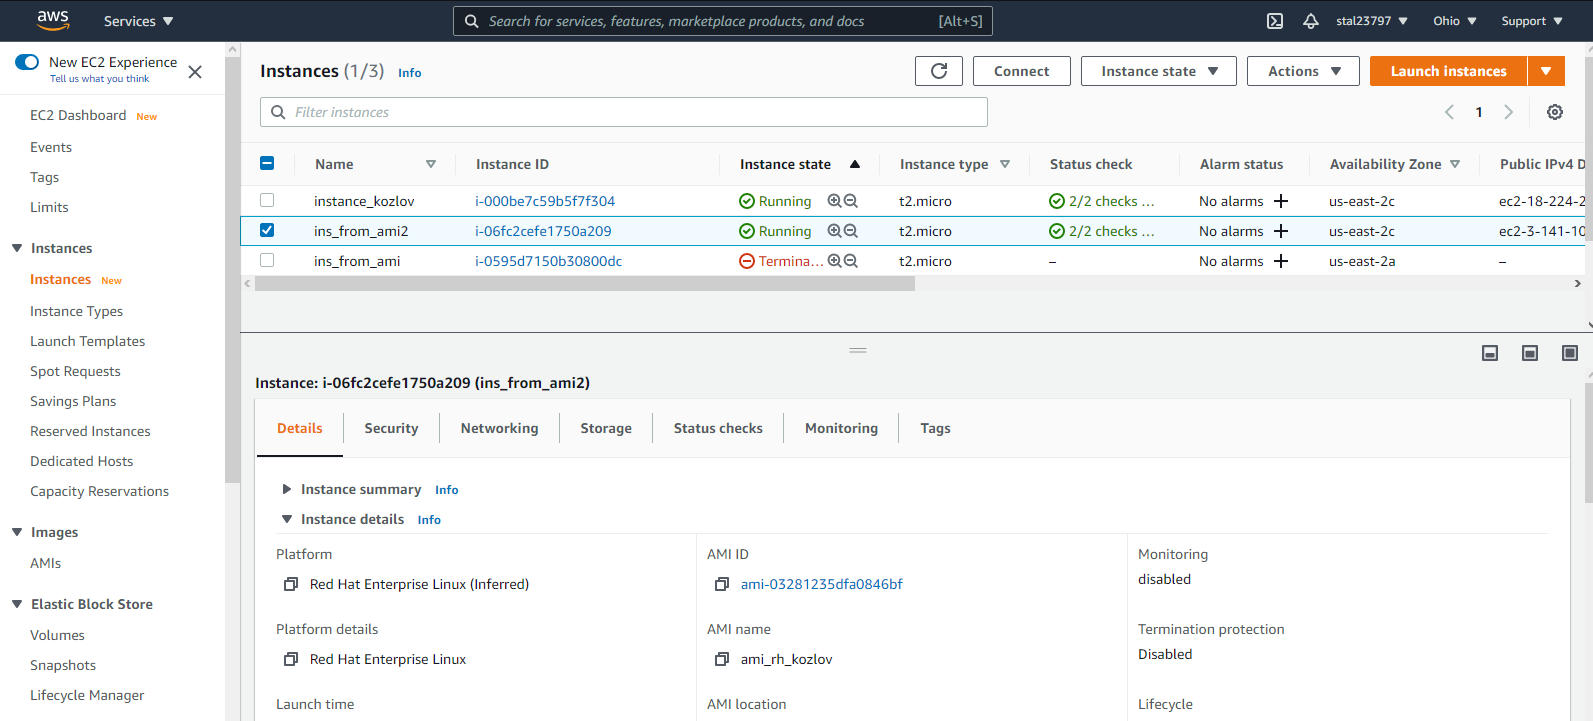 aws
Services
Search for services, features, marketplace products, and docs
[Alt+S]
stal23797
Ohio
Support
New EC2 Experience
Tell us what you think
EC2 Dashboard New
Events
Tags
Limits
Instances
Instances New
Instance Types
Launch Templates
Spot Requests
Savings Plans
Reserved Instances
Dedicated Hosts
Capacity Reservations
Images
AMIs
Elastic Block Store
Volumes
Snapshots
Lifecycle Manager
Instances (1/3) Info
Connect
Instance state
Actions
Launch instances
Filter instances
1
Name Instance ID Instance state Instance type Status check Alarm status Availability Zone Public IPv4 D
instance_kozlov i-000be7c59b5f7f304 Running t2.micro 2/2 checks ... No alarms + us-east-2c ec2-18-224-2
ins_from_ami2 i-06fc2cefe1750a209 Running t2.micro 2/2 checks ... No alarms + us-east-2c ec2-3-141-10
ins_from_ami i-0595d7150b30800dc Termina... t2.micro – No alarms + us-east-2a –
Instance: i-06fc2cefe1750a209 (ins_from_ami2)
Details Security Networking Storage Status checks Monitoring Tags
Instance summary Info
Instance details Info
Platform
Red Hat Enterprise Linux (Inferred)
AMI ID
ami-03281235dfa0846bf
Monitoring
disabled
Platform details
Red Hat Enterprise Linux
AMI name
ami_rh_kozlov
Termination protection
Disabled
Launch time
AMI location
Lifecycle